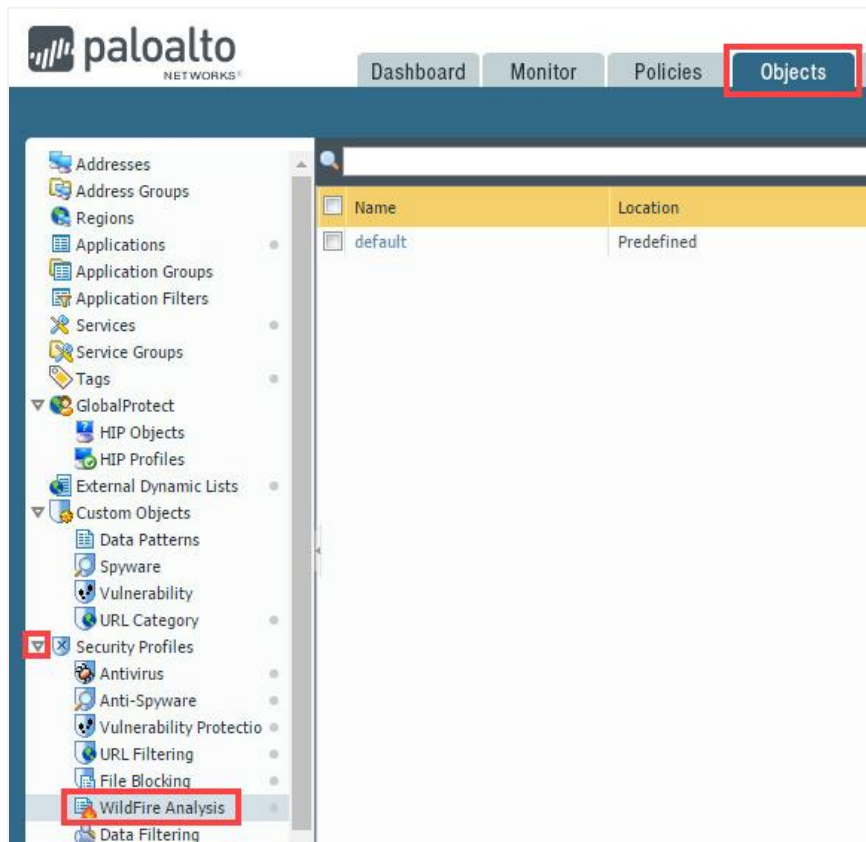 paloalto
NETWORKS®
Dashboard Monitor Policies Objects
Addresses
Address Groups
Regions
Applications
Application Groups
Application Filters
Services
Service Groups
Tags
GlobalProtect
HIP Objects
HIP Profiles
External Dynamic Lists
Custom Objects
Data Patterns
Spyware
Vulnerability
URL Category
Security Profiles
Antivirus
Anti-Spyware
Vulnerability Protectio
URL Filtering
File Blocking
WildFire Analysis
Data Filtering
Name Location
default Predefined